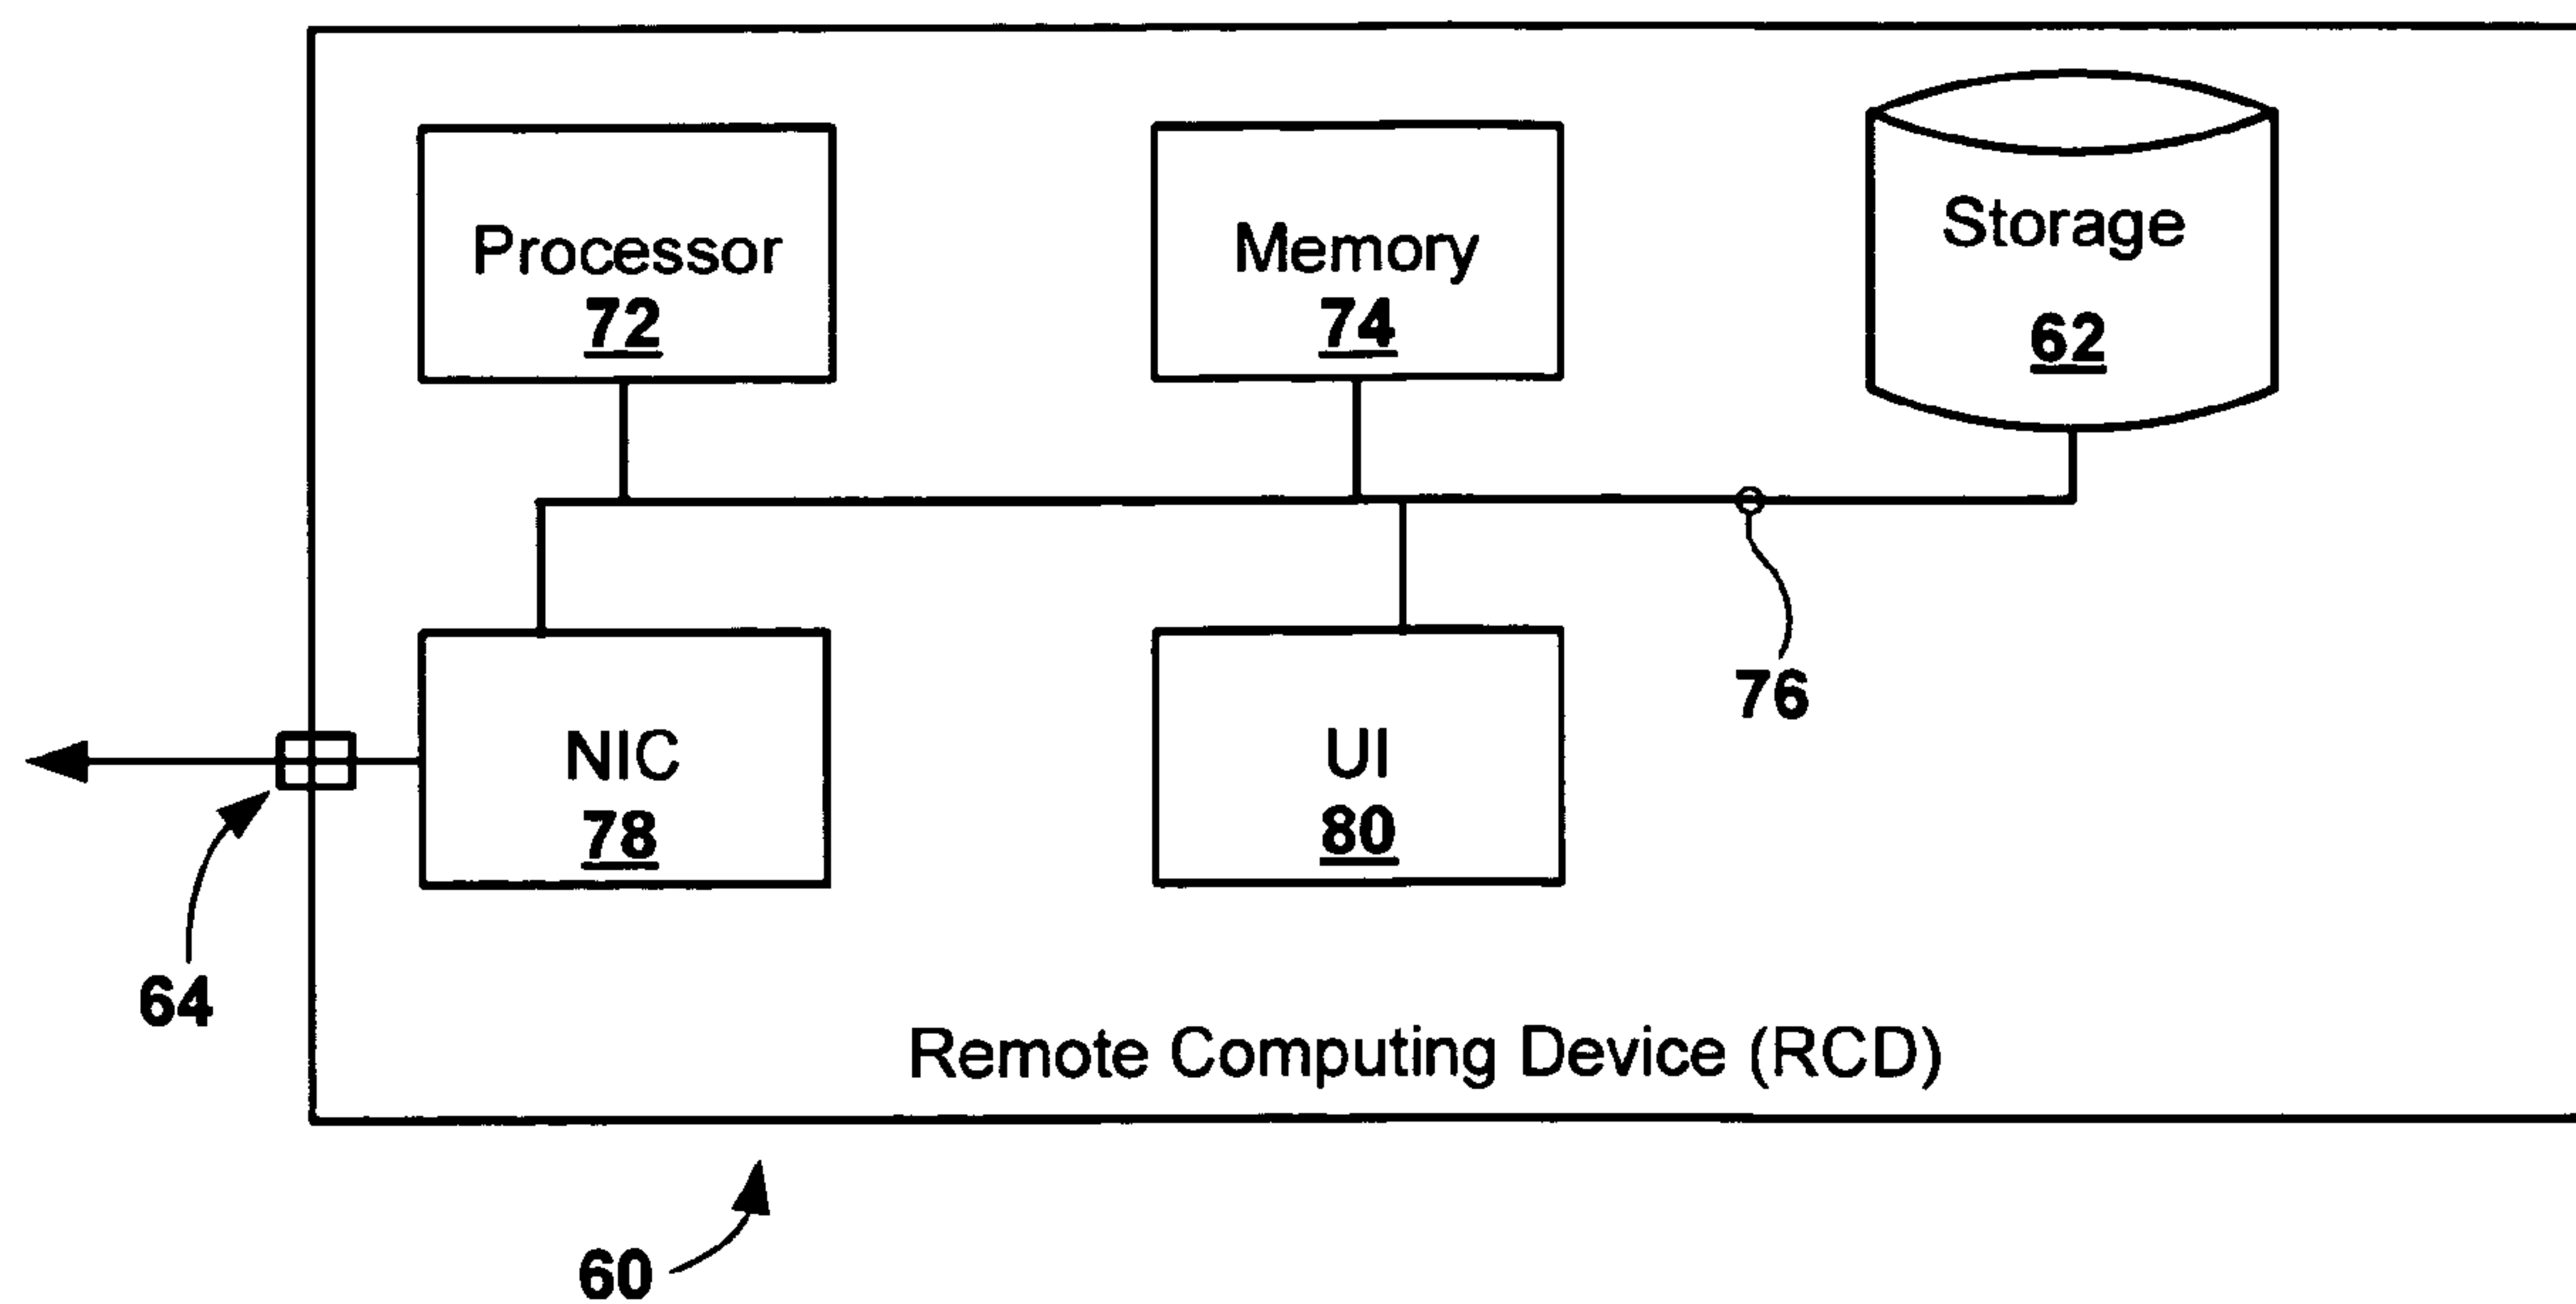 Processor
72
Memory
74
Storage
62
76
NIC
78
UI
80
64
Remote Computing Device (RCD)
60